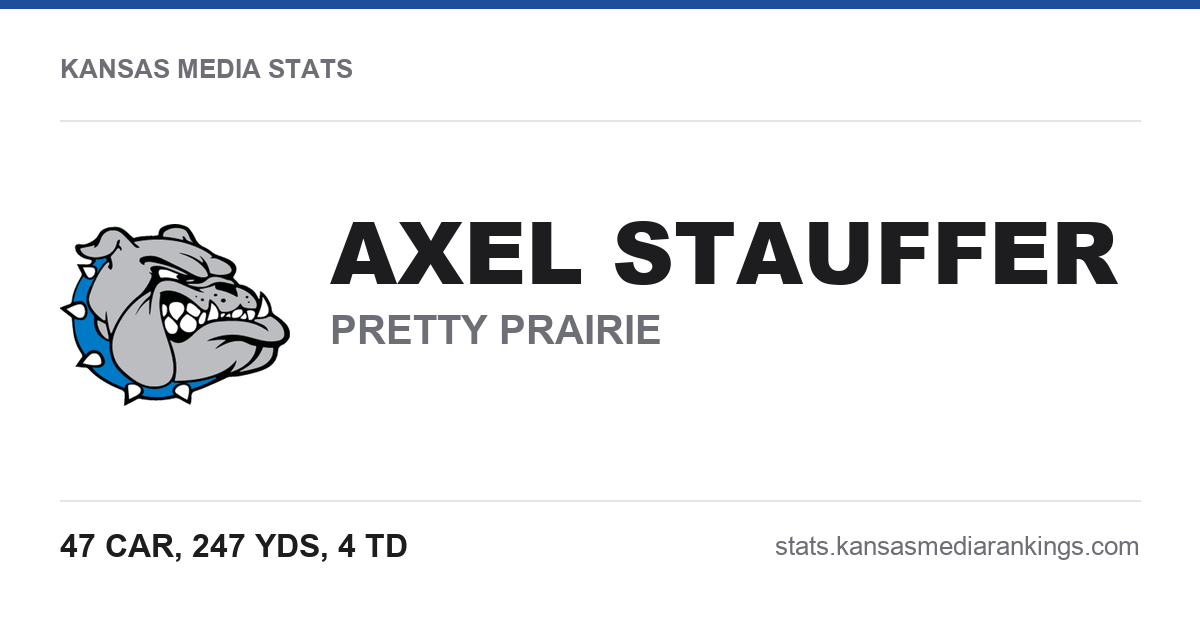 KANSAS MEDIA STATS
AXEL STAUFFER
PRETTY PRAIRIE
47 CAR, 247 YDS, 4 TD
stats.kansasmediarankings.com